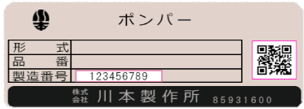 ポンパー
形 式
品 番
製造番号 123456789
株式会社 川本製作所 85931600